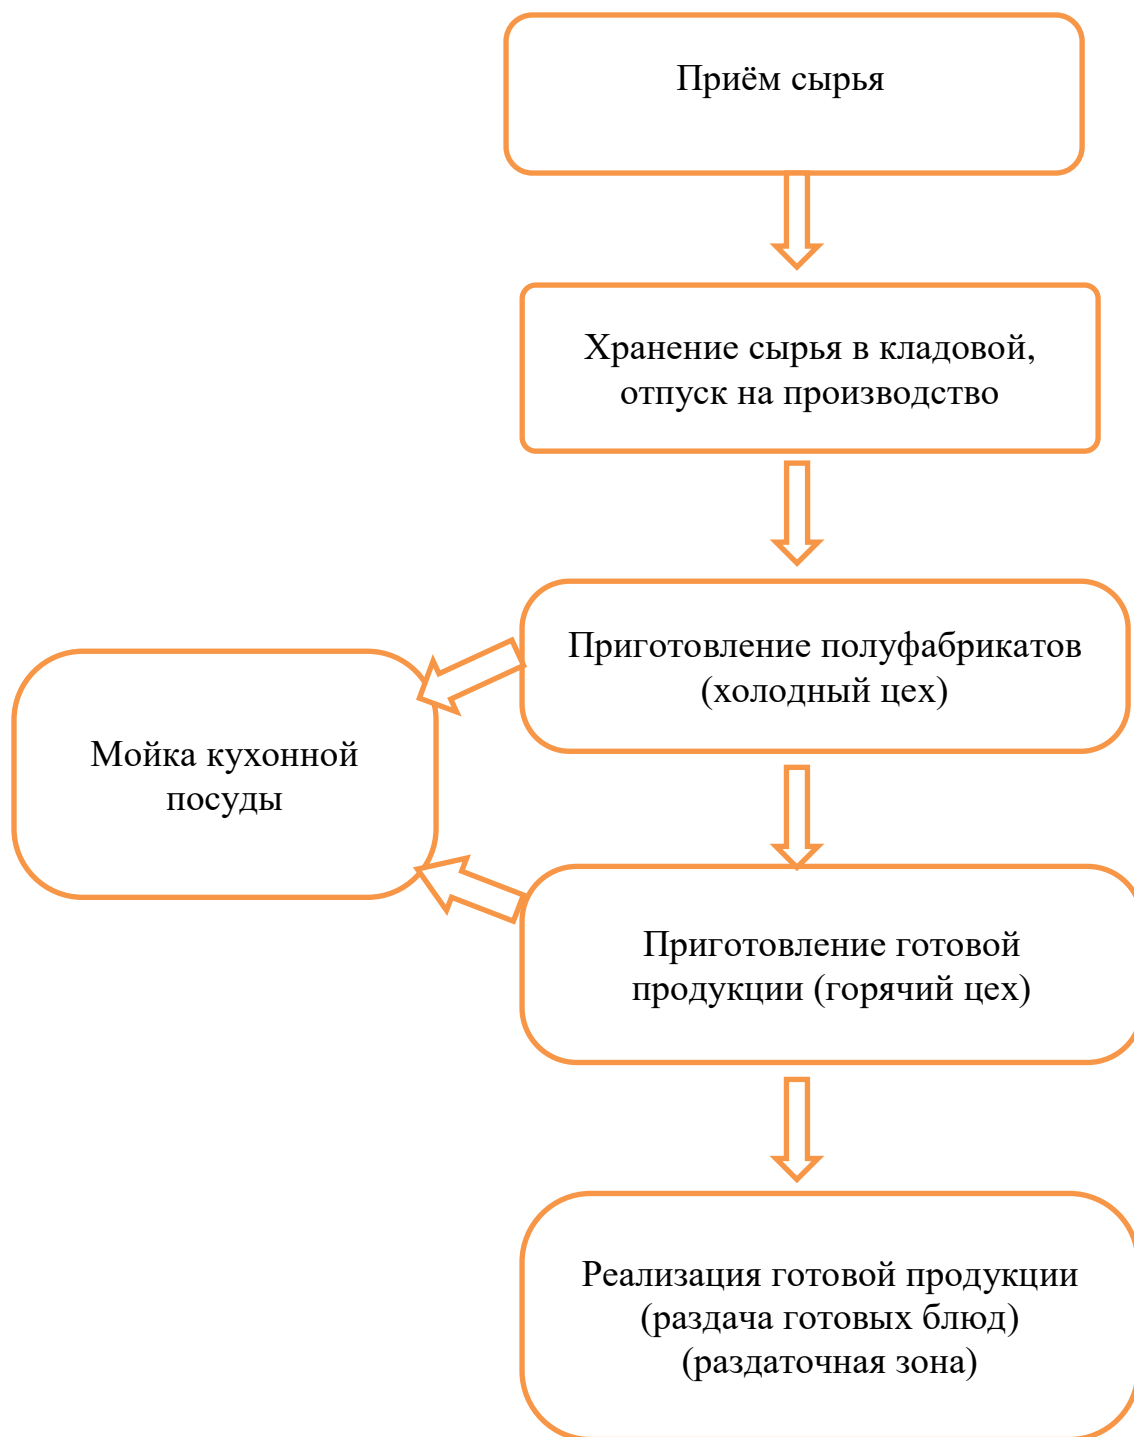 Приём сырья
Хранение сырья в кладовой,
отпуск на производство
Приготовление полуфабрикатов
(холодный цех)
Мойка кухонной
посуды
Приготовление готовой
продукции (горячий цех)
Реализация готовой продукции
(раздача готовых блюд)
(раздаточная зона)